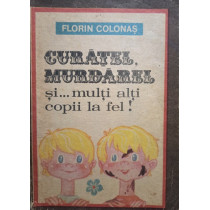 FLORIN COLONAȘ
CURĂȚEL,
MURDĂREL
și... mulți alți
copii la fel!